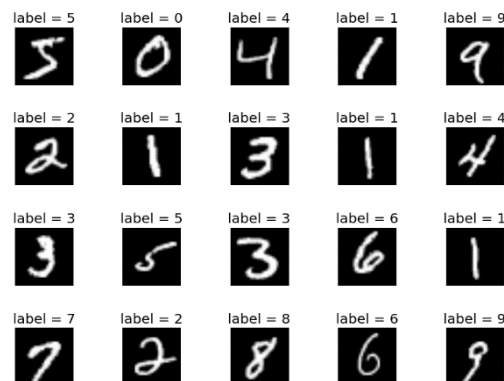 label = 5 label = 0 label = 4 label = 1 label = 9
5 0 4 1 9
label = 2 label = 1 label = 3 label = 1 label = 4
2 1 3 1 4
label = 3 label = 5 label = 3 label = 6 label = 1
3 5 3 6 1
label = 7 label = 2 label = 8 label = 6 label = 9
7 2 8 6 9